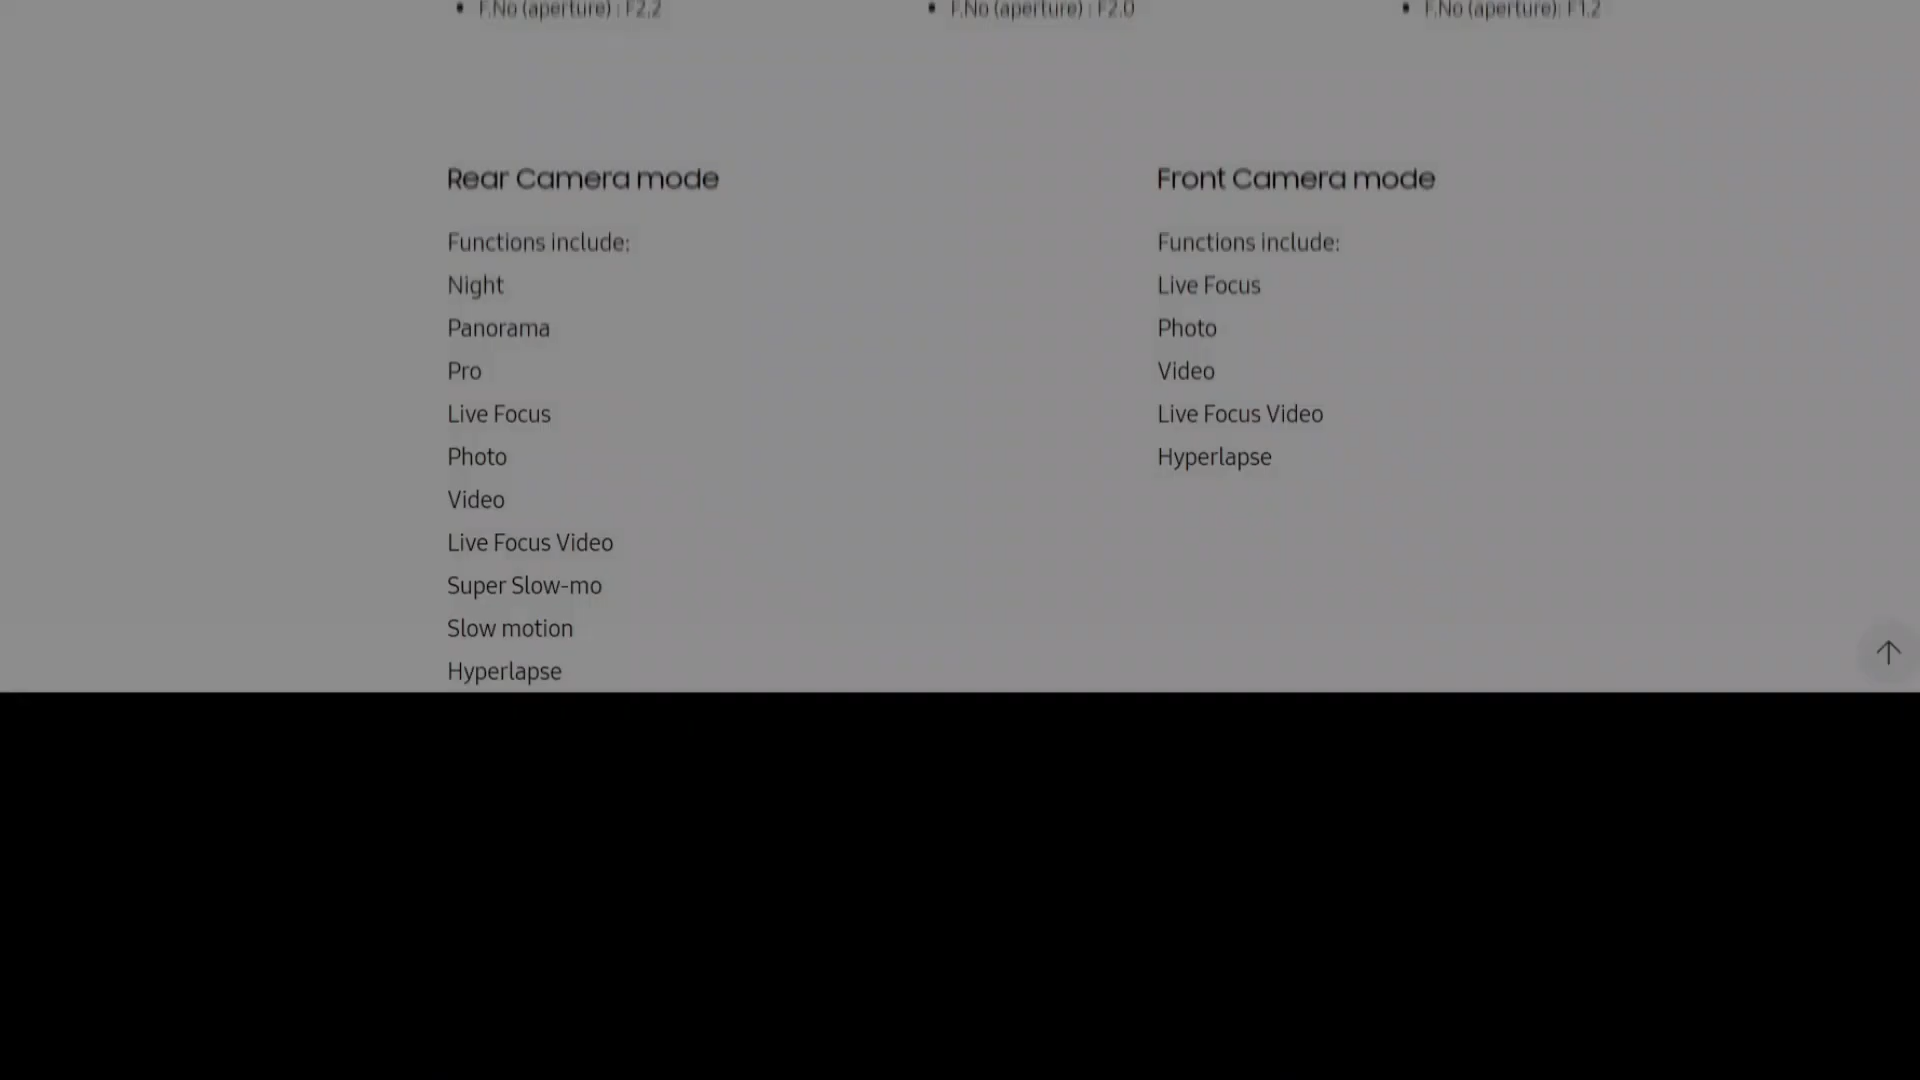 • F.No (aperture) : F2.2
• F.No (aperture) : F2.0
• F.No (aperture): F1.2
Rear Camera mode
Functions include:
Night
Panorama
Pro
Live Focus
Photo
Video
Live Focus Video
Super Slow-mo
Slow motion
Hyperlapse
Front Camera mode
Functions include:
Live Focus
Photo
Video
Live Focus Video
Hyperlapse